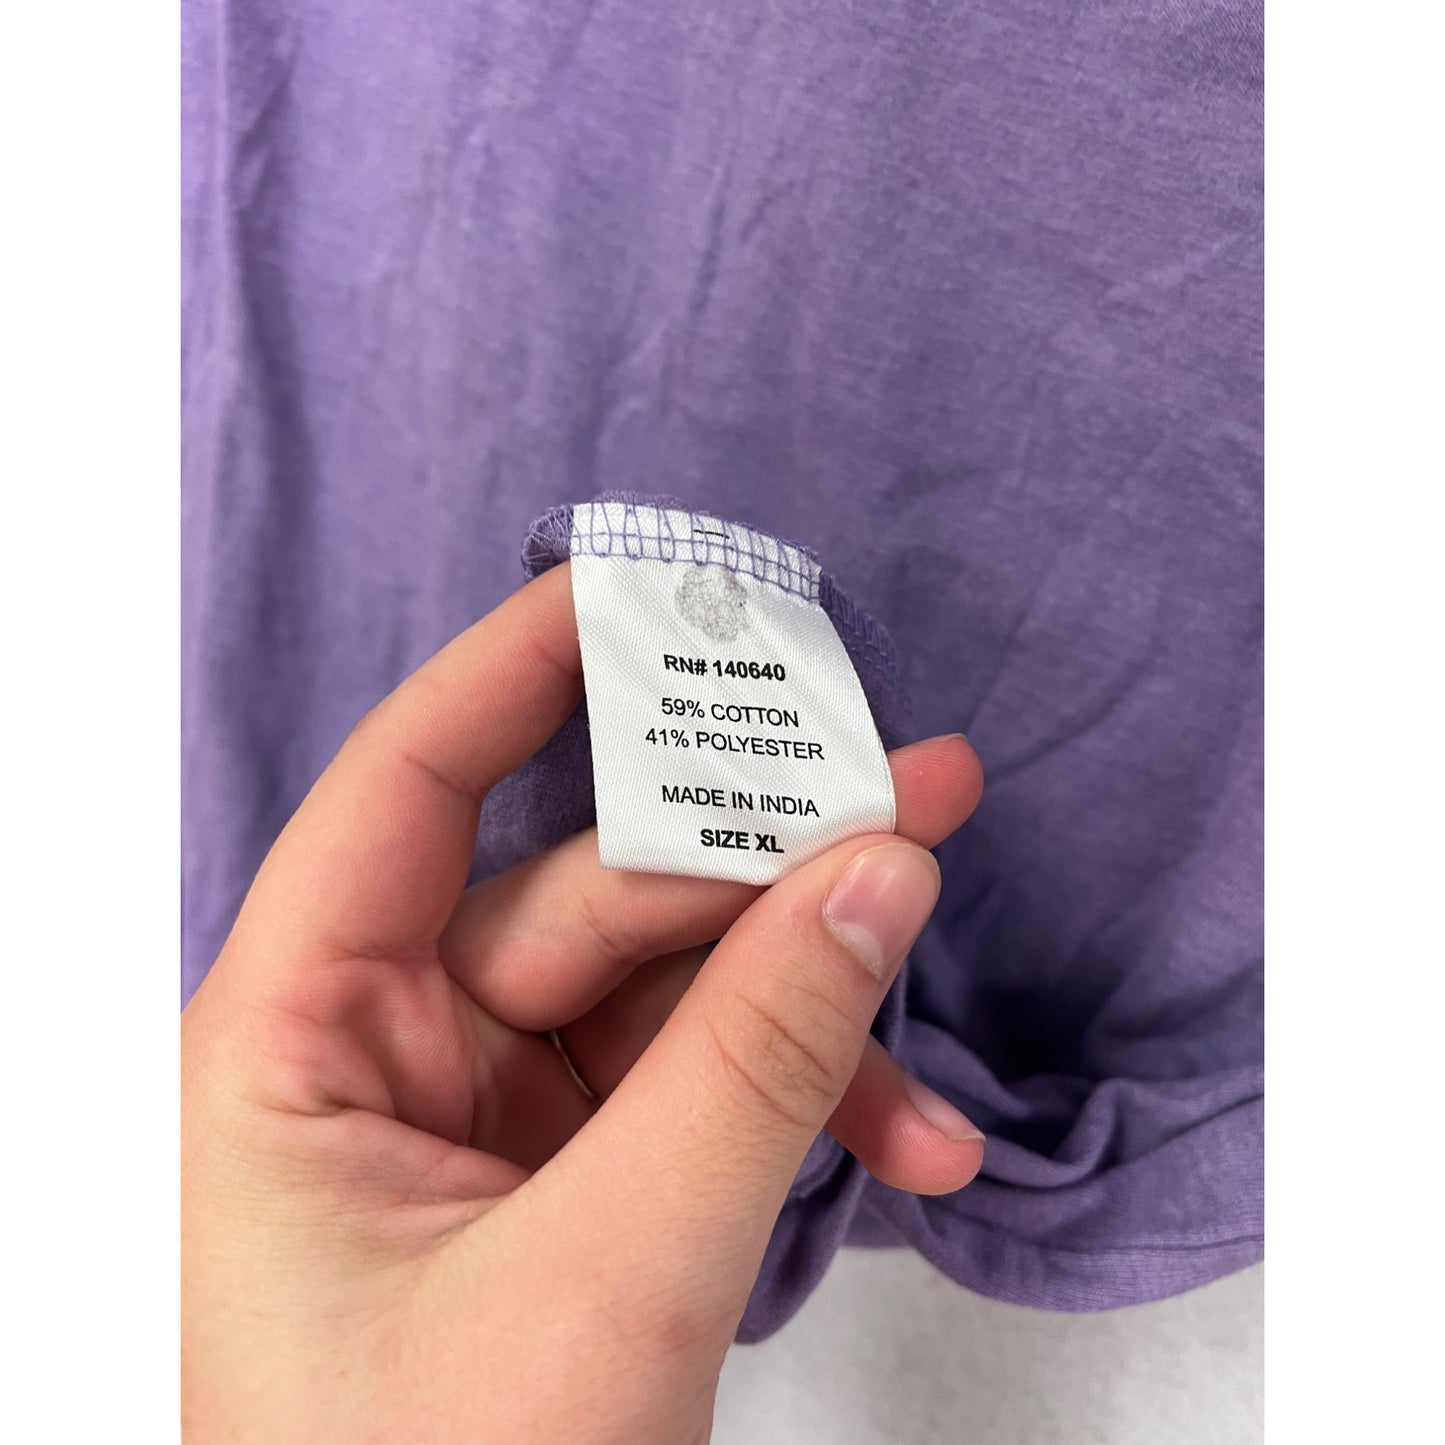 RN# 140640
59% COTTON
41% POLYESTER
MADE IN INDIA
SIZE XL